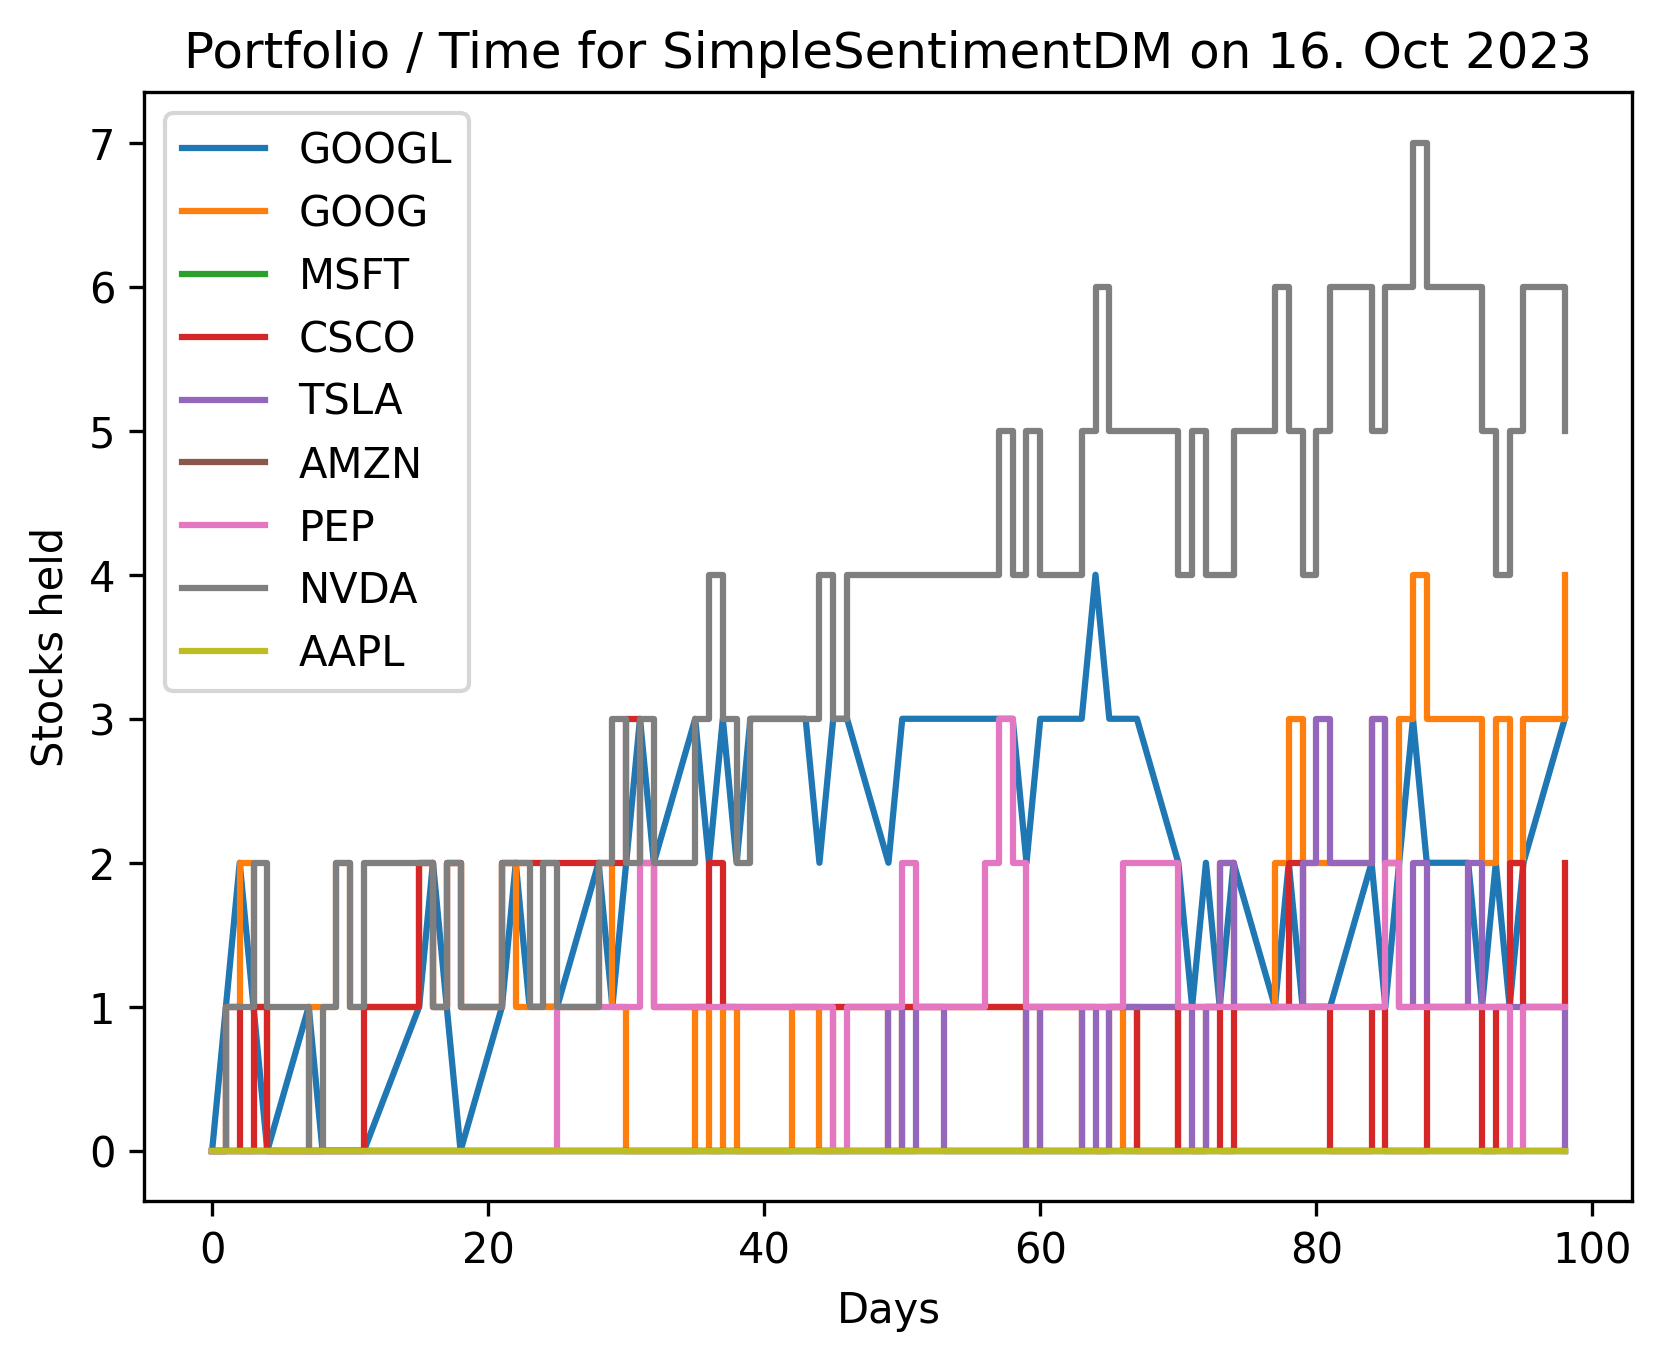 Portfolio / Time for SimpleSentimentDM on 16. Oct 2023
GOOGL
GOOG
MSFT
CSCO
TSLA
AMZN
PEP
NVDA
AAPL
7
6
5
4
3
2
1
0
Stocks held
0 20 40 60 80 100
Days